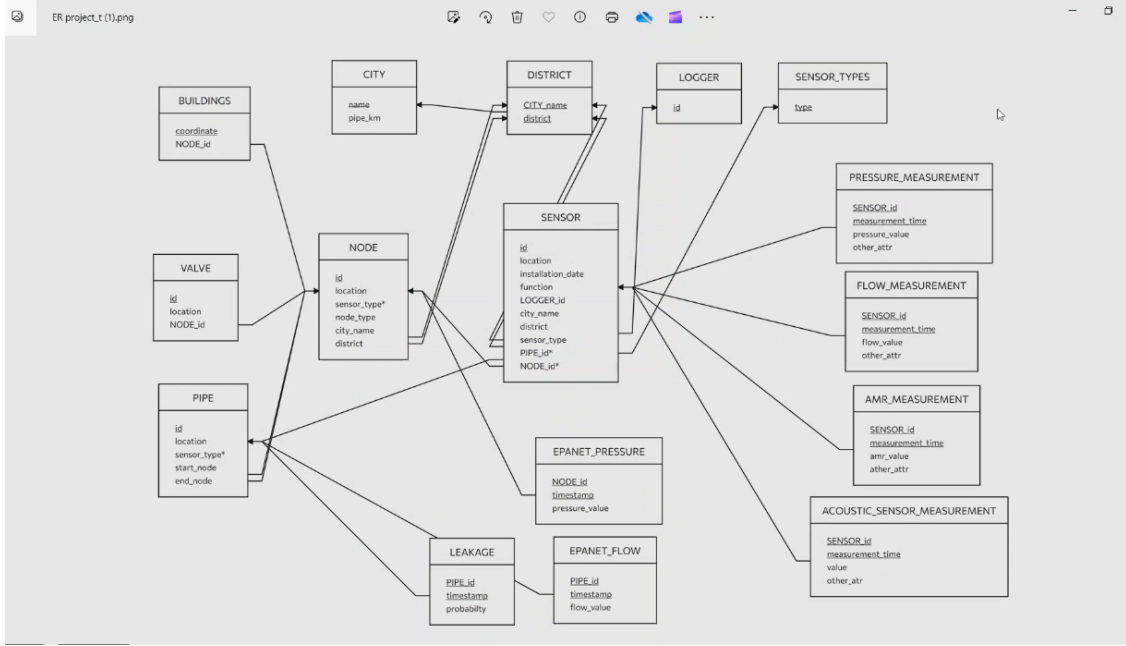 ER project_t (1).png
CITY
name
pipe_km
DISTRICT
CITY_name
district
LOGGER
id
SENSOR_TYPES
type
BUILDINGS
coordinate
NODE_id
PRESSURE_MEASUREMENT
SENSOR_id
measurement_time
pressure_value
other_attr
SENSOR
id
location
installation_date
function
LOGGER_id
city_name
district
sensor_type
PIPE_id*
NODE_id*
NODE
id
location
sensor_type*
node_type
city_name
district
VALVE
id
location
NODE_id
FLOW_MEASUREMENT
SENSOR_id
measurement_time
flow_value
other_attr
PIPE
id
location
sensor_type*
start_node
end_node
AMR_MEASUREMENT
SENSOR_id
measurement_time
amr_value
ather_attr
EPANET_PRESSURE
NODE_id
timestamp
pressure_value
ACOUSTIC_SENSOR_MEASUREMENT
SENSOR_id
measurement_time
value
other_atr
LEAKAGE
PIPE_id
timestamp
probabilty
EPANET_FLOW
PIPE_id
timestamp
flow_value